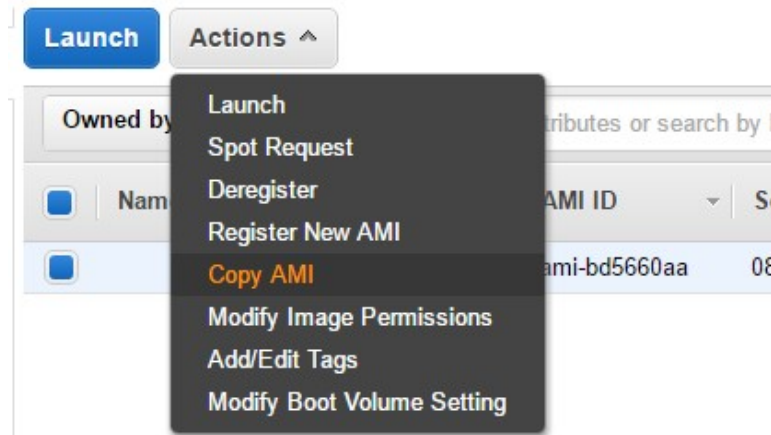 Launch Actions
Launch
Owned by tributes or search by
Spot Request
Deregister
Nam AMI ID S
Register New AMI
Copy AMI
ami-bd5660aa 08
Modify Image Permissions
Add/Edit Tags
Modify Boot Volume Setting